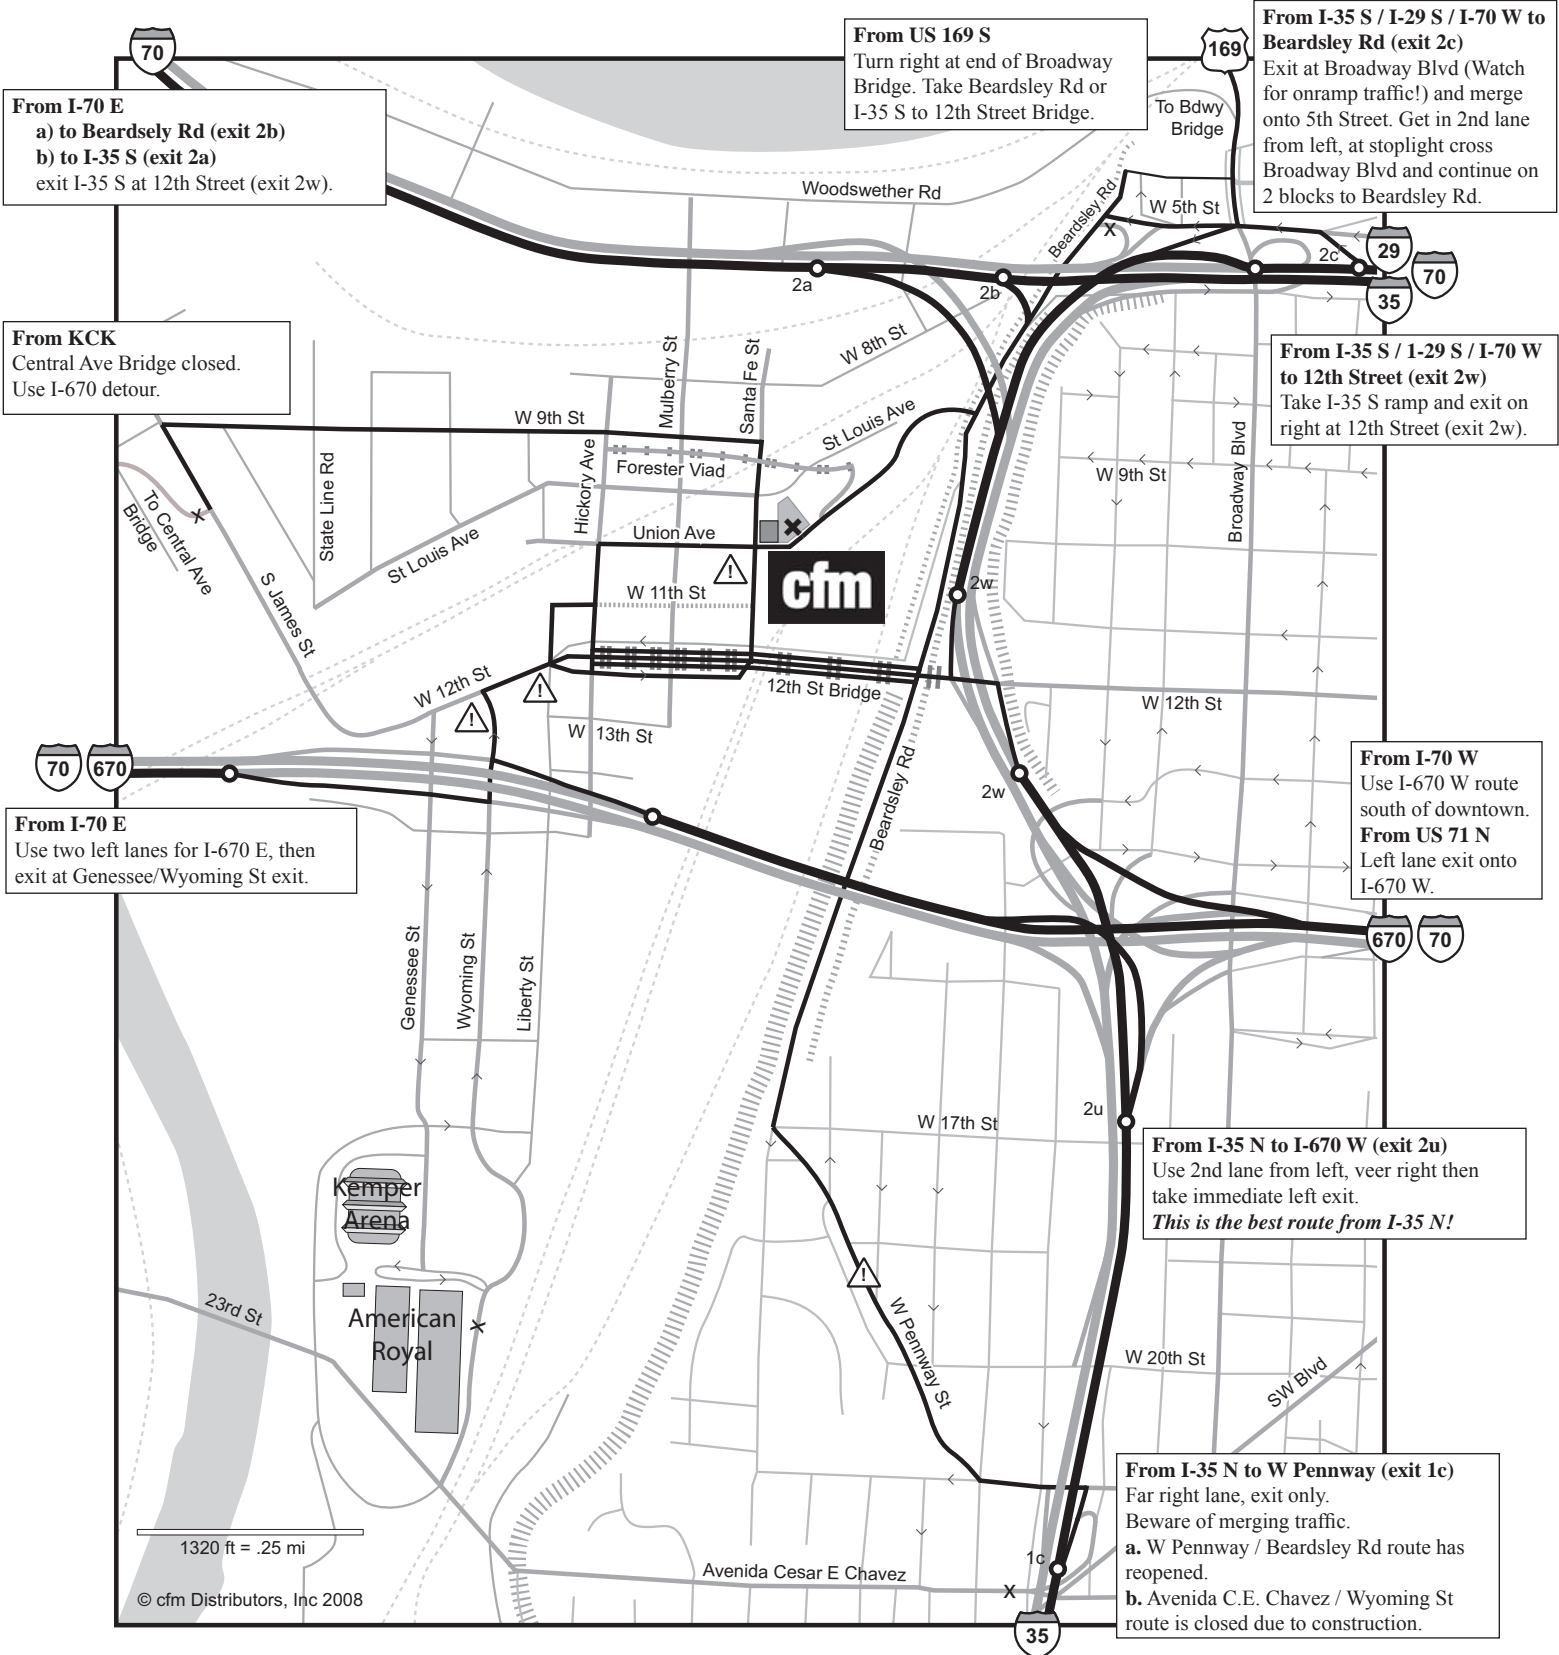 70
From US 169 S
Turn right at end of Broadway
Bridge. Take Beardsley Rd or
I-35 S to 12th Street Bridge.
169
From I-35 S / I-29 S / I-70 W to
Beardsley Rd (exit 2c)
Exit at Broadway Blvd (Watch
for onramp traffic!) and merge
onto 5th Street. Get in 2nd lane
from left, at stoplight cross
Broadway Blvd and continue on
2 blocks to Beardsley Rd.
From I-70 E
a) to Beardsely Rd (exit 2b)
b) to I-35 S (exit 2a)
exit I-35 S at 12th Street (exit 2w).
To Bdwy
Bridge
Woodswether Rd
Beardsley Rd
W 5th St
X
2c
29
70
35
2a
2b
From KCK
Central Ave Bridge closed.
Use I-670 detour.
Mulberry St
Santa Fe St
W 8th St
From I-35 S / 1-29 S / I-70 W
to 12th Street (exit 2w)
Take I-35 S ramp and exit on
right at 12th Street (exit 2w).
W 9th St
St Louis Ave
Hickory Ave
Forester Viad
State Line Rd
W 9th St
Broadway Blvd
To Central Ave
Bridge
X
St Louis Ave
Union Ave
!
cfm
2w
W 11th St
S James St
W 12th St
!
!
12th St Bridge
W 12th St
W 13th St
70
670
Beardsley Rd
2w
From I-70 W
Use I-670 W route
south of downtown.
From US 71 N
Left lane exit onto
I-670 W.
From I-70 E
Use two left lanes for I-670 E, then
exit at Genessee/Wyoming St exit.
670
70
Genessee St
Wyoming St
Liberty St
2u
W 17th St
From I-35 N to I-670 W (exit 2u)
Use 2nd lane from left, veer right then
take immediate left exit.
This is the best route from I-35 N!
Kemper
Arena
!
23rd St
American
Royal
X
W Pennway St
W 20th St
SW Blvd
From I-35 N to W Pennway (exit 1c)
Far right lane, exit only.
Beware of merging traffic.
a. W Pennway / Beardsley Rd route has
reopened.
b. Avenida C.E. Chavez / Wyoming St
route is closed due to construction.
1320 ft = .25 mi
1c
Avenida Cesar E Chavez
X
© cfm Distributors, Inc 2008
35